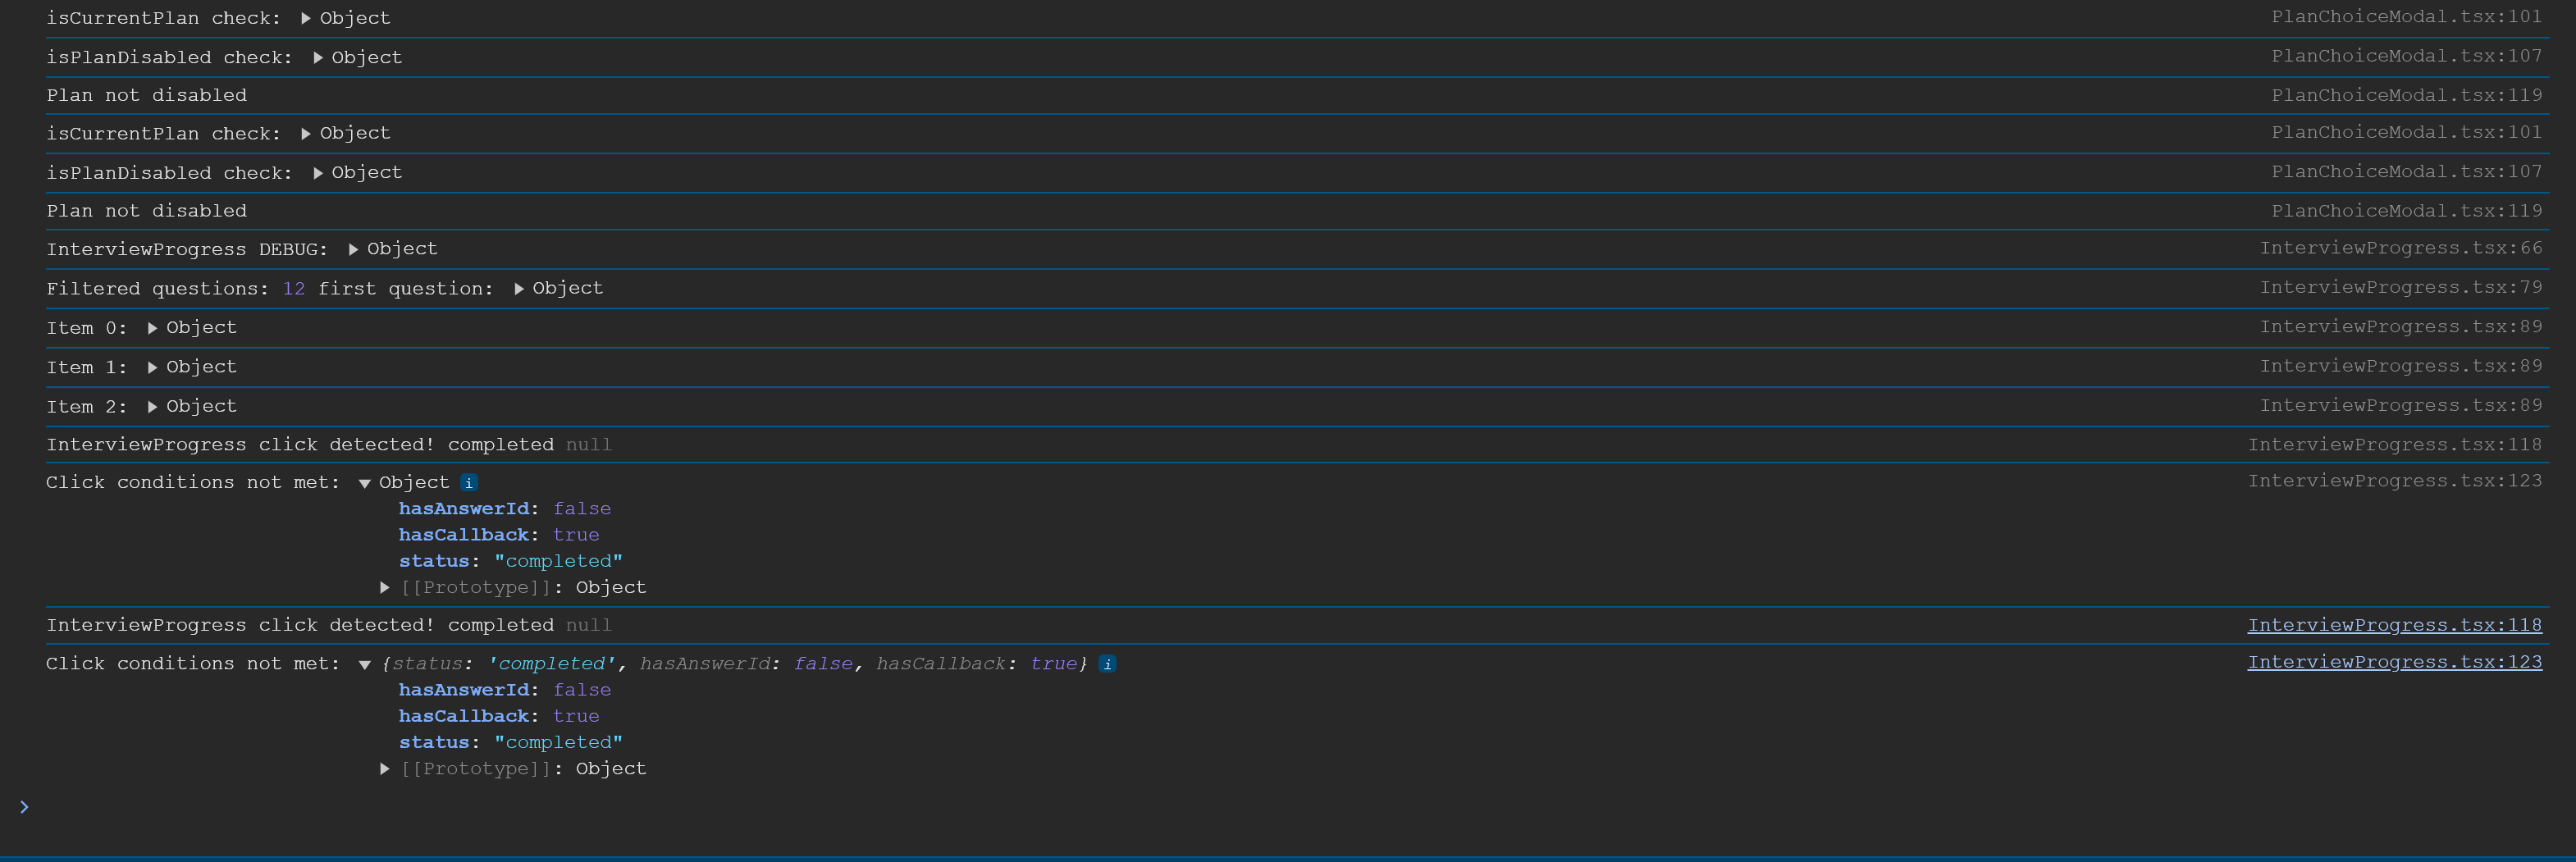 isCurrentPlan check: ▶ Object PlanChoiceModal.tsx:101
isPlanDisabled check: ▶ Object PlanChoiceModal.tsx:107
Plan not disabled PlanChoiceModal.tsx:119
isCurrentPlan check: ▶ Object PlanChoiceModal.tsx:101
isPlanDisabled check: ▶ Object PlanChoiceModal.tsx:107
Plan not disabled PlanChoiceModal.tsx:119
InterviewProgress DEBUG: ▶ Object InterviewProgress.tsx:66
Filtered questions: 12 first question: ▶ Object InterviewProgress.tsx:79
Item 0: ▶ Object InterviewProgress.tsx:89
Item 1: ▶ Object InterviewProgress.tsx:89
Item 2: ▶ Object InterviewProgress.tsx:89
InterviewProgress click detected! completed null InterviewProgress.tsx:118
Click conditions not met: ▼ Object i InterviewProgress.tsx:123
hasAnswerId: false
hasCallback: true
status: "completed"
▶ [[Prototype]]: Object
InterviewProgress click detected! completed null InterviewProgress.tsx:118
Click conditions not met: ▼ {status: 'completed', hasAnswerId: false, hasCallback: true} i InterviewProgress.tsx:123
hasAnswerId: false
hasCallback: true
status: "completed"
▶ [[Prototype]]: Object